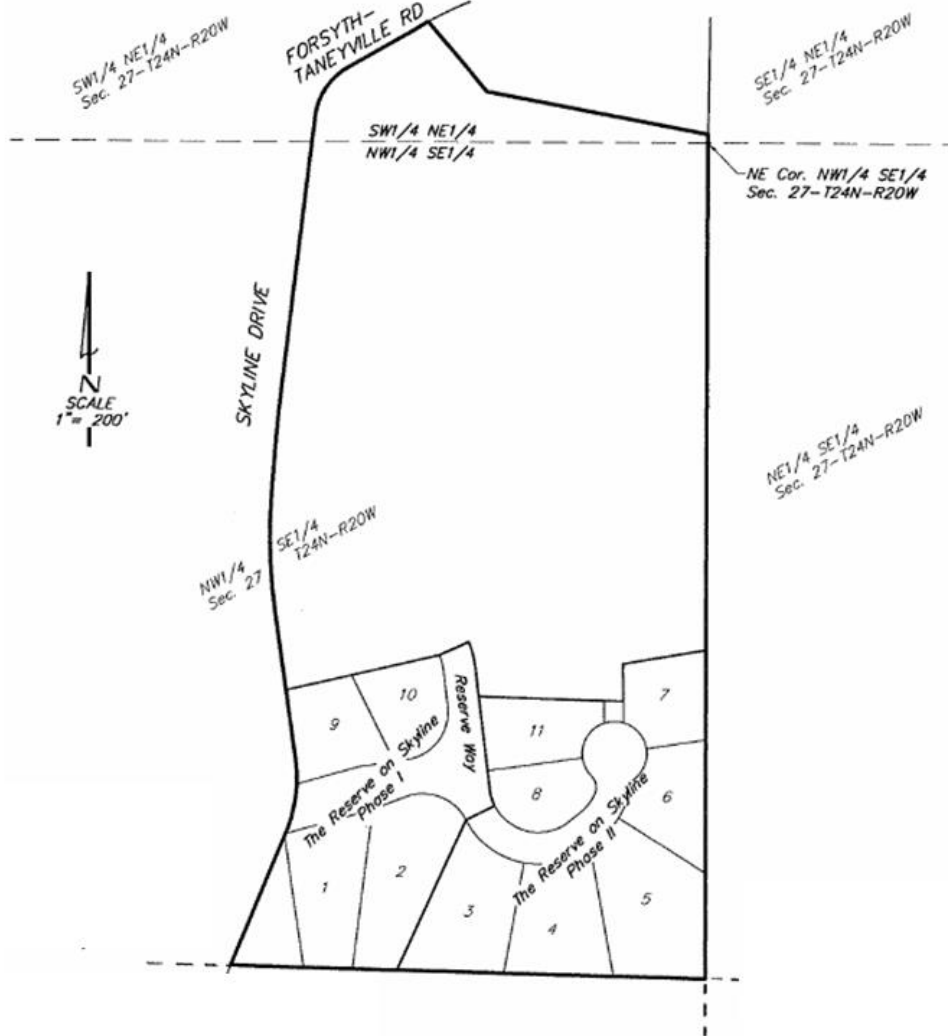 FORSYTH-
TANEYVILLE RD
SW1/4 NE1/4
Sec. 27-T24N-R20W
SE1/4 NE1/4
Sec. 27-T24N-R20W
SW1/4 NE1/4
NW1/4 SE1/4
NE Cor. NW1/4 SE1/4
Sec. 27-T24N-R20W
SKYLINE DRIVE
N
SCALE
1"= 200'
NE1/4 SE1/4
Sec. 27-T24N-R20W
NW1/4 SE1/4
Sec. 27 T24N-R20W
9
10
Reserve Way
7
11
The Reserve on Skyline
Phase I
8
6
The Reserve on Skyline
Phase II
1
2
3
4
5